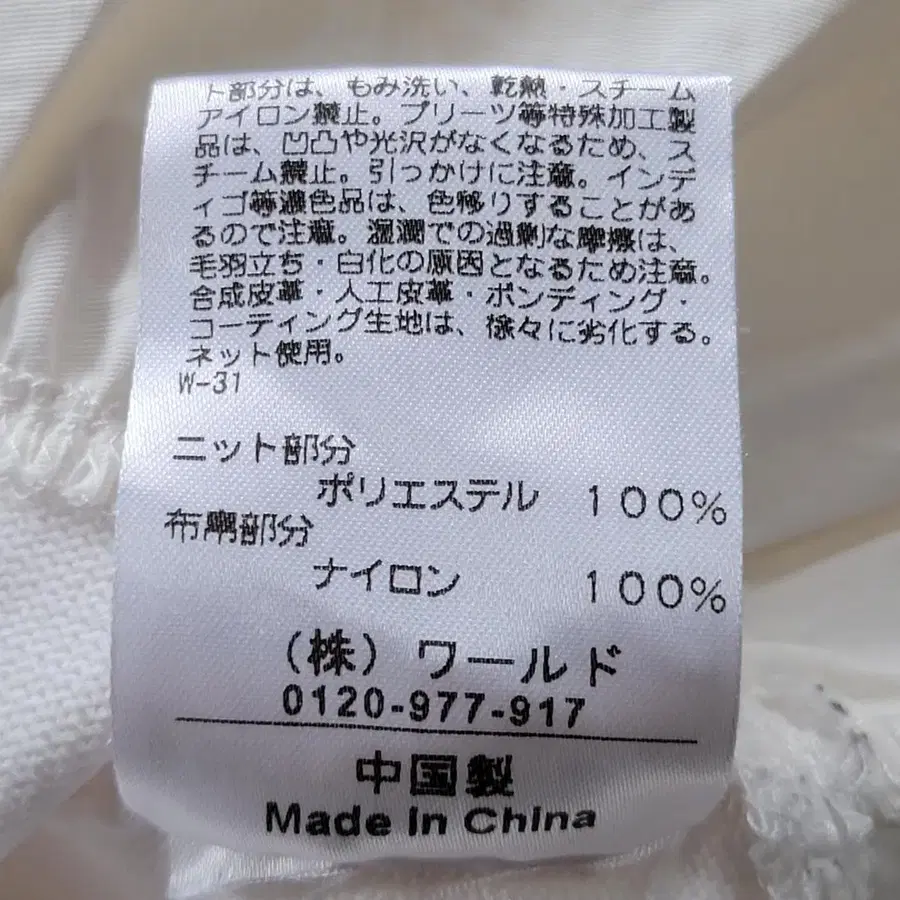 ト部分は、もみ洗い、乾熱・スチーム
アイロン禁止。プリーツ等特殊加工製
品は、凹凸や光沢がなくなるため、ス
チーム禁止。引っかけに注意。インデ
ィゴ等濃色品は、色移りすることがあ
るので注意。湿潤での過剰な摩擦は、
毛羽立ち・白化の原因となるため注意。
合成皮革・人工皮革・ボンディング・
コーティング生地は、徐々に劣化する。
ネット使用。
W-31
ニット部分
ポリエステル 100%
布帛部分
ナイロン 100%
(株)ワールド
0120-977-917
中国製
Made in China